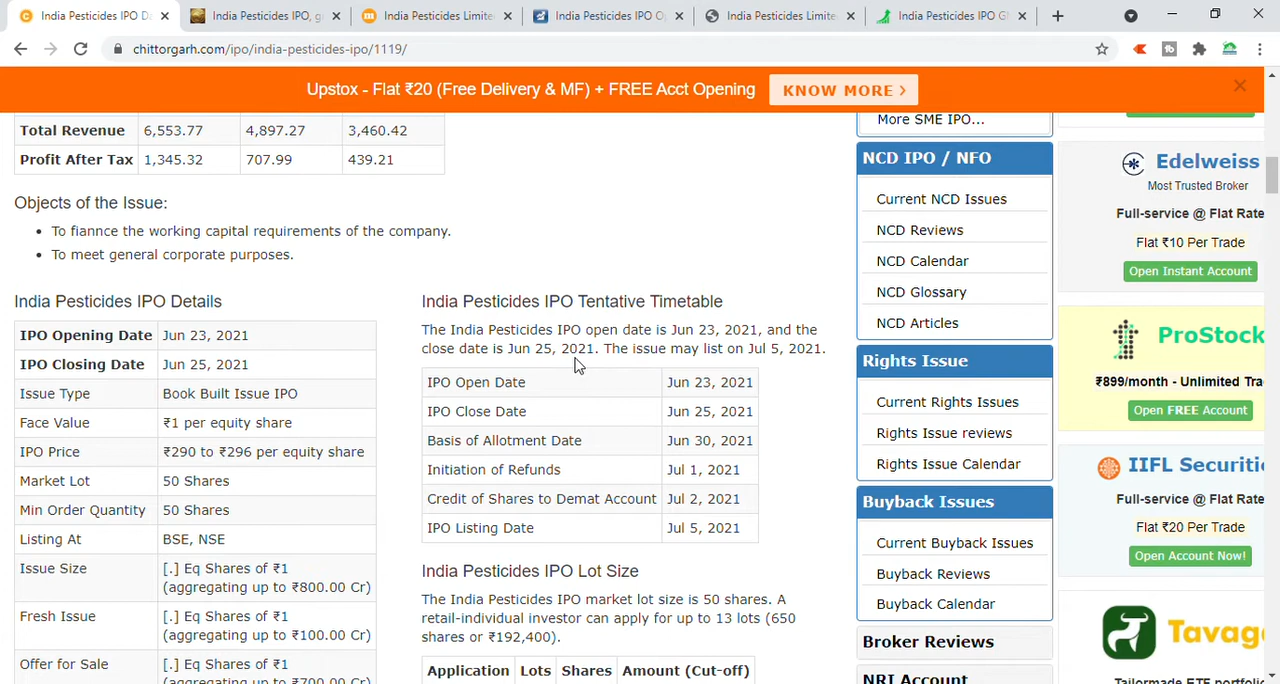 India Pesticides IPO D
India Pesticides IPO, g
India Pesticides Limite
India Pesticides IPO O
India Pesticides Limite
India Pesticides IPO G
chittorgarh.com/ipo/india-pesticides-ipo/1119/
Upstox - Flat ₹20 (Free Delivery & MF) + FREE Acct Opening
KNOW MORE >
Total Revenue 6,553.77 4,897.27 3,460.42
Profit After Tax 1,345.32 707.99 439.21
Objects of the Issue:
• To fiannce the working capital requirements of the company.
• To meet general corporate purposes.
India Pesticides IPO Details
IPO Opening Date Jun 23, 2021
IPO Closing Date Jun 25, 2021
Issue Type Book Built Issue IPO
Face Value ₹1 per equity share
IPO Price ₹290 to ₹296 per equity share
Market Lot 50 Shares
Min Order Quantity 50 Shares
Listing At BSE, NSE
Issue Size [.] Eq Shares of ₹1
(aggregating up to ₹800.00 Cr)
Fresh Issue [.] Eq Shares of ₹1
(aggregating up to ₹100.00 Cr)
Offer for Sale [.] Eq Shares of ₹1
(aggregating up to ₹700.00 Cr)
India Pesticides IPO Tentative Timetable
The India Pesticides IPO open date is Jun 23, 2021, and the
close date is Jun 25, 2021. The issue may list on Jul 5, 2021.
IPO Open Date Jun 23, 2021
IPO Close Date Jun 25, 2021
Basis of Allotment Date Jun 30, 2021
Initiation of Refunds Jul 1, 2021
Credit of Shares to Demat Account Jul 2, 2021
IPO Listing Date Jul 5, 2021
India Pesticides IPO Lot Size
The India Pesticides IPO market lot size is 50 shares. A
retail-individual investor can apply for up to 13 lots (650
shares or ₹192,400).
Application Lots Shares Amount (Cut-off)
More SME IPO...
NCD IPO / NFO
Current NCD Issues
NCD Reviews
NCD Calendar
NCD Glossary
NCD Articles
Rights Issue
Current Rights Issues
Rights Issue reviews
Rights Issue Calendar
Buyback Issues
Current Buyback Issues
Buyback Reviews
Buyback Calendar
Broker Reviews
NRI Account
Edelweiss
Most Trusted Broker
Full-service @ Flat Rate
Flat ₹10 Per Trade
Open Instant Account
ProStock
₹899/month - Unlimited Tra
Open FREE Account
IIFL Securiti
Full-service @ Flat Rate
Flat ₹20 Per Trade
Open Account Now!
Tavag
Tailormade ETF portfoli